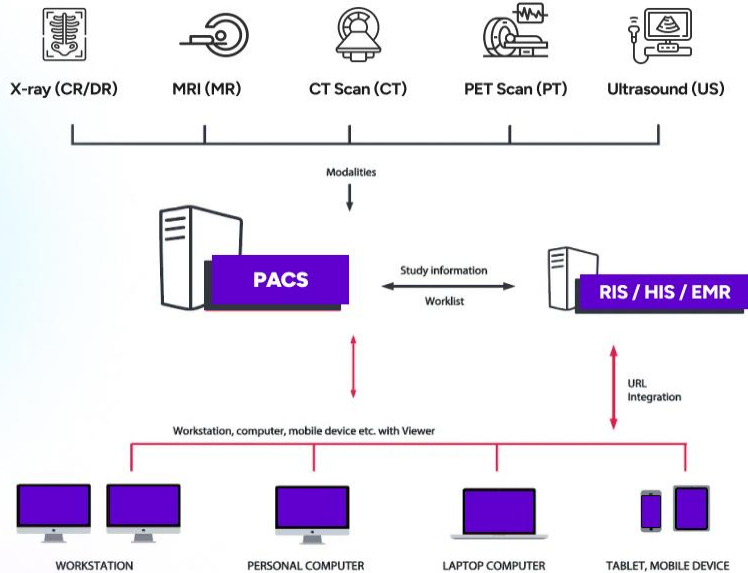 X-ray (CR/DR)
MRI (MR)
CT Scan (CT)
PET Scan (PT)
Ultrasound (US)
Modalities
PACS
Study information
Worklist
RIS / HIS / EMR
URL
Integration
Workstation, computer, mobile device etc. with Viewer
WORKSTATION
PERSONAL COMPUTER
LAPTOP COMPUTER
TABLET, MOBILE DEVICE